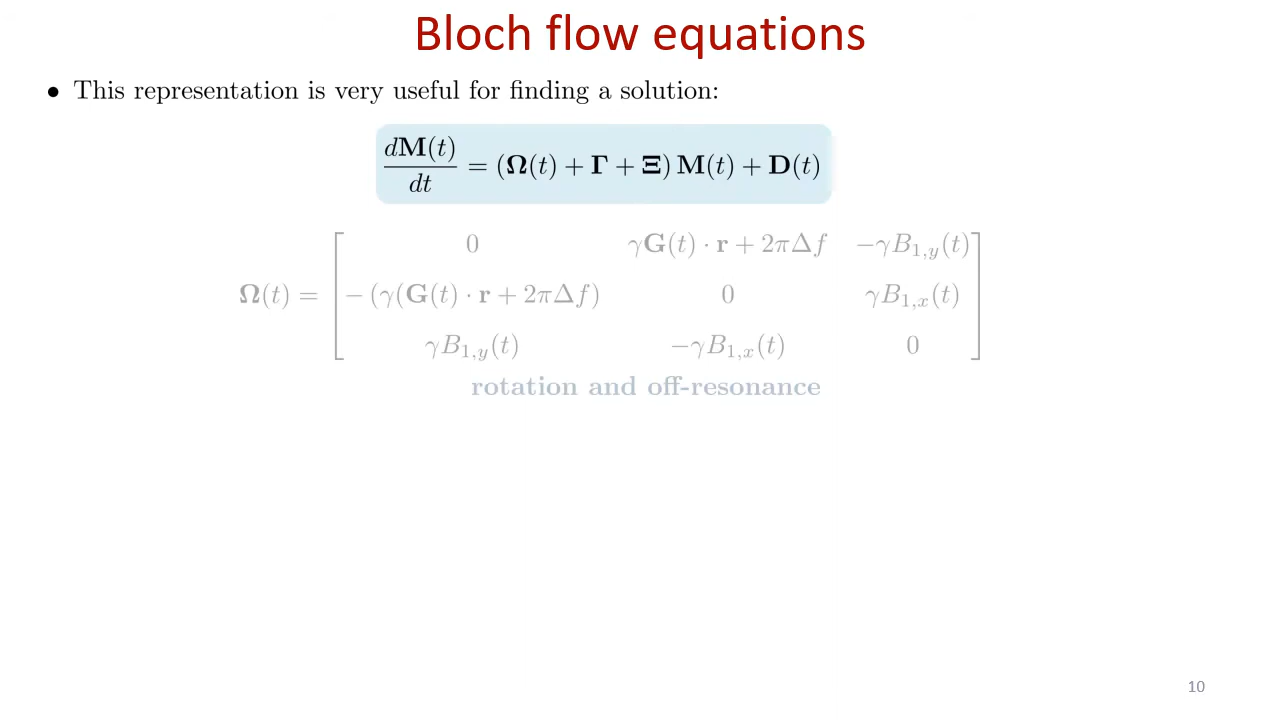 Bloch flow equations
• This representation is very useful for finding a solution:
d𝐌(t)/dt = (𝛀(t) + 𝚪 + 𝚵) 𝐌(t) + 𝐃(t)
𝛀(t) = [ 0   γ𝐆(t) · 𝐫 + 2πΔf   −γB₁,y(t)
− (γ(𝐆(t) · 𝐫 + 2πΔf)   0   γB₁,x(t)
γB₁,y(t)   −γB₁,x(t)   0 ]
rotation and off-resonance
10